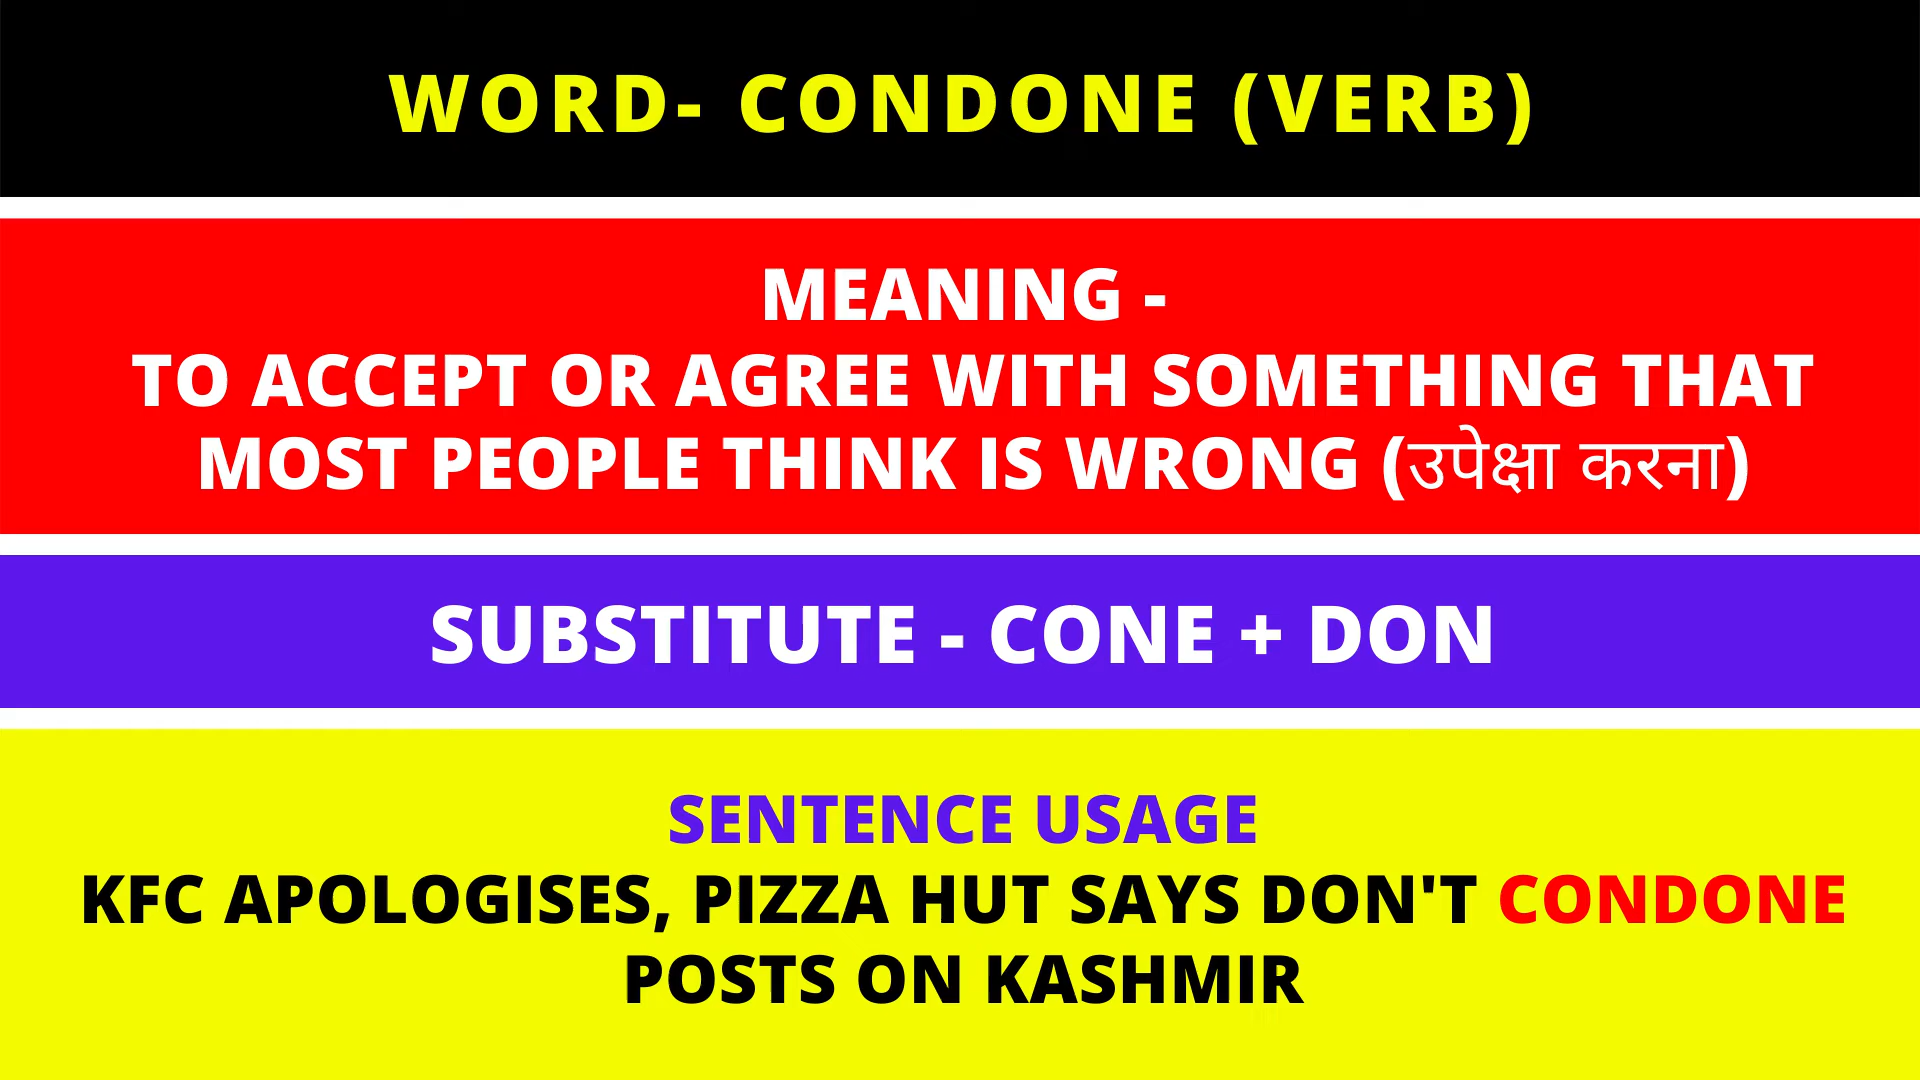 WORD- CONDONE (VERB)
MEANING -
TO ACCEPT OR AGREE WITH SOMETHING THAT
MOST PEOPLE THINK IS WRONG (उपेक्षा करना)
SUBSTITUTE - CONE + DON
SENTENCE USAGE
KFC APOLOGISES, PIZZA HUT SAYS DON'T CONDONE
POSTS ON KASHMIR